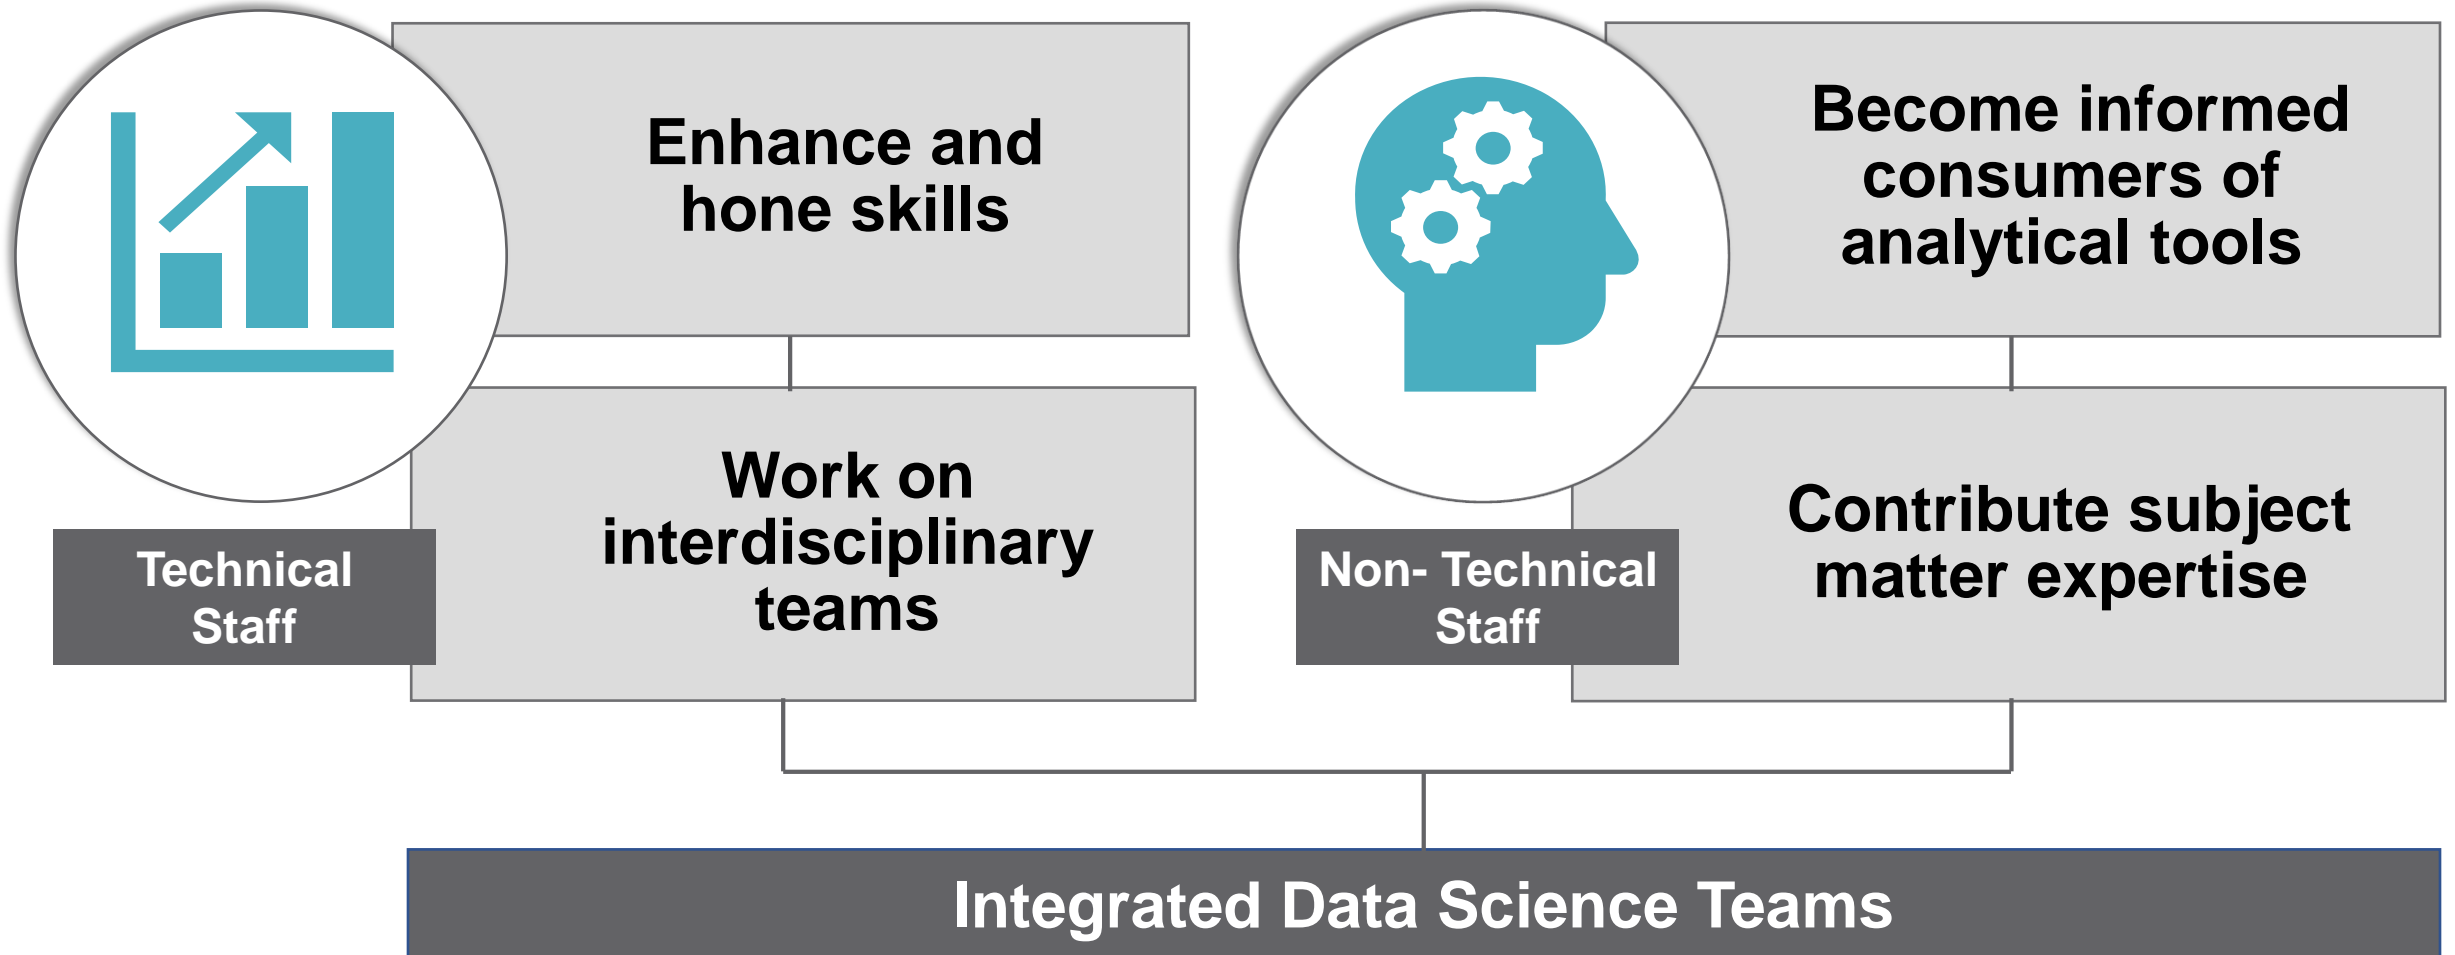 Enhance and
hone skills
Work on
interdisciplinary
teams
Technical
Staff
Become informed
consumers of
analytical tools
Contribute subject
matter expertise
Non- Technical
Staff
Integrated Data Science Teams